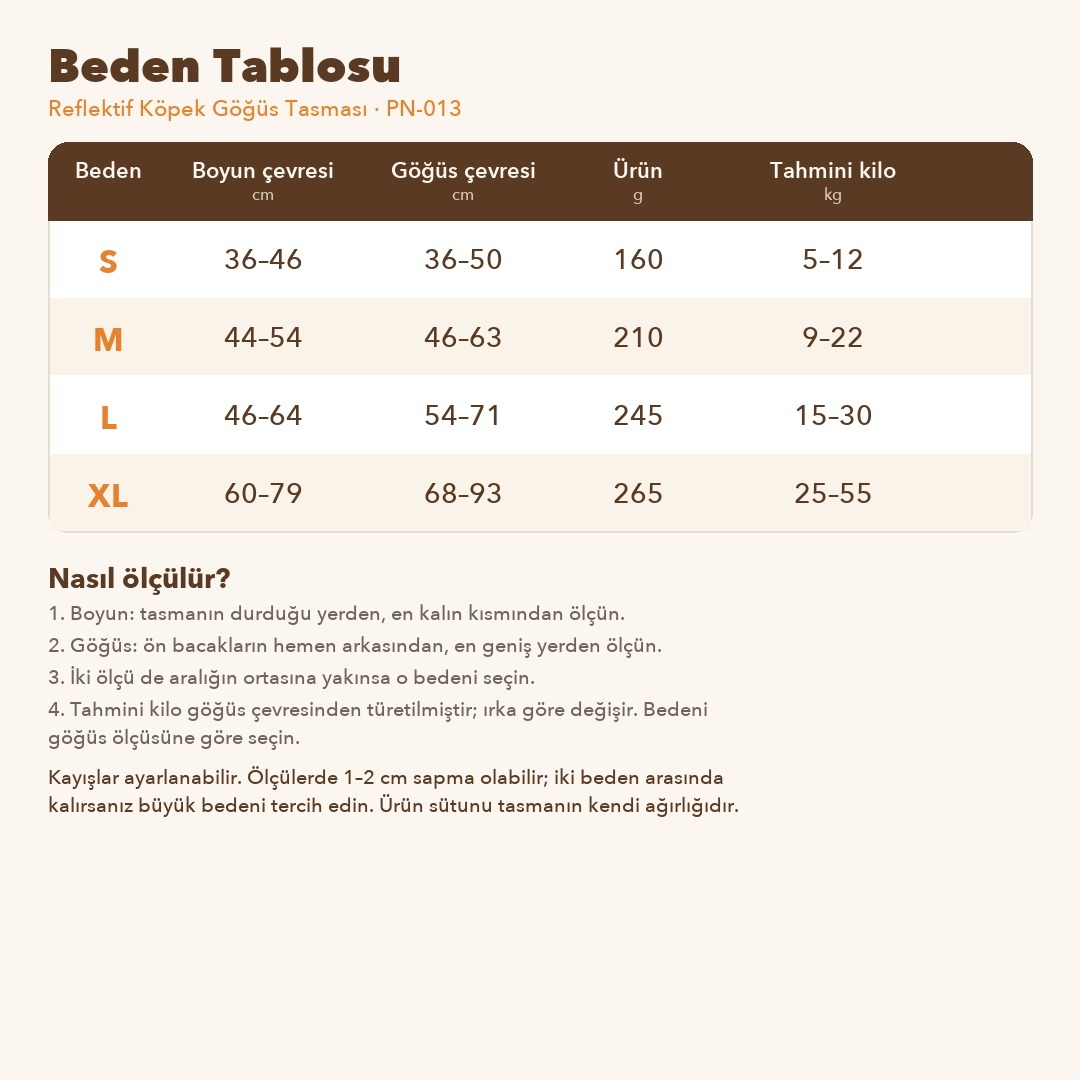 Beden Tablosu
Reflektif Köpek Göğüs Tasması · PN-013
Beden Boyun çevresi Göğüs çevresi Ürün Tahmini kilo
cm cm g kg
S 36–46 36–50 160 5–12
M 44–54 46–63 210 9–22
L 46–64 54–71 245 15–30
XL 60–79 68–93 265 25–55
Nasıl ölçülür?
1. Boyun: tasmanın durduğu yerden, en kalın kısmından ölçün.
2. Göğüs: ön bacakların hemen arkasından, en geniş yerden ölçün.
3. İki ölçü de aralığın ortasına yakınsa o bedeni seçin.
4. Tahmini kilo göğüs çevresinden türetilmiştir; ırka göre değişir. Bedeni
göğüs ölçüsüne göre seçin.
Kayışlar ayarlanabilir. Ölçülerde 1–2 cm sapma olabilir; iki beden arasında
kalırsanız büyük bedeni tercih edin. Ürün sütunu tasmanın kendi ağırlığıdır.